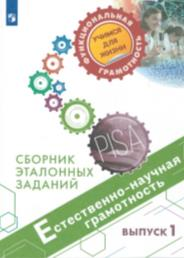 ФУНКЦИОНАЛЬНАЯ
УЧИМСЯ ДЛЯ
ЖИЗНИ
ГРАМОТНОСТЬ
PISA
СБОРНИК
ЭТАЛОННЫХ
ЗАДАНИЙ
Естественно-научная
грамотность
ВЫПУСК 1